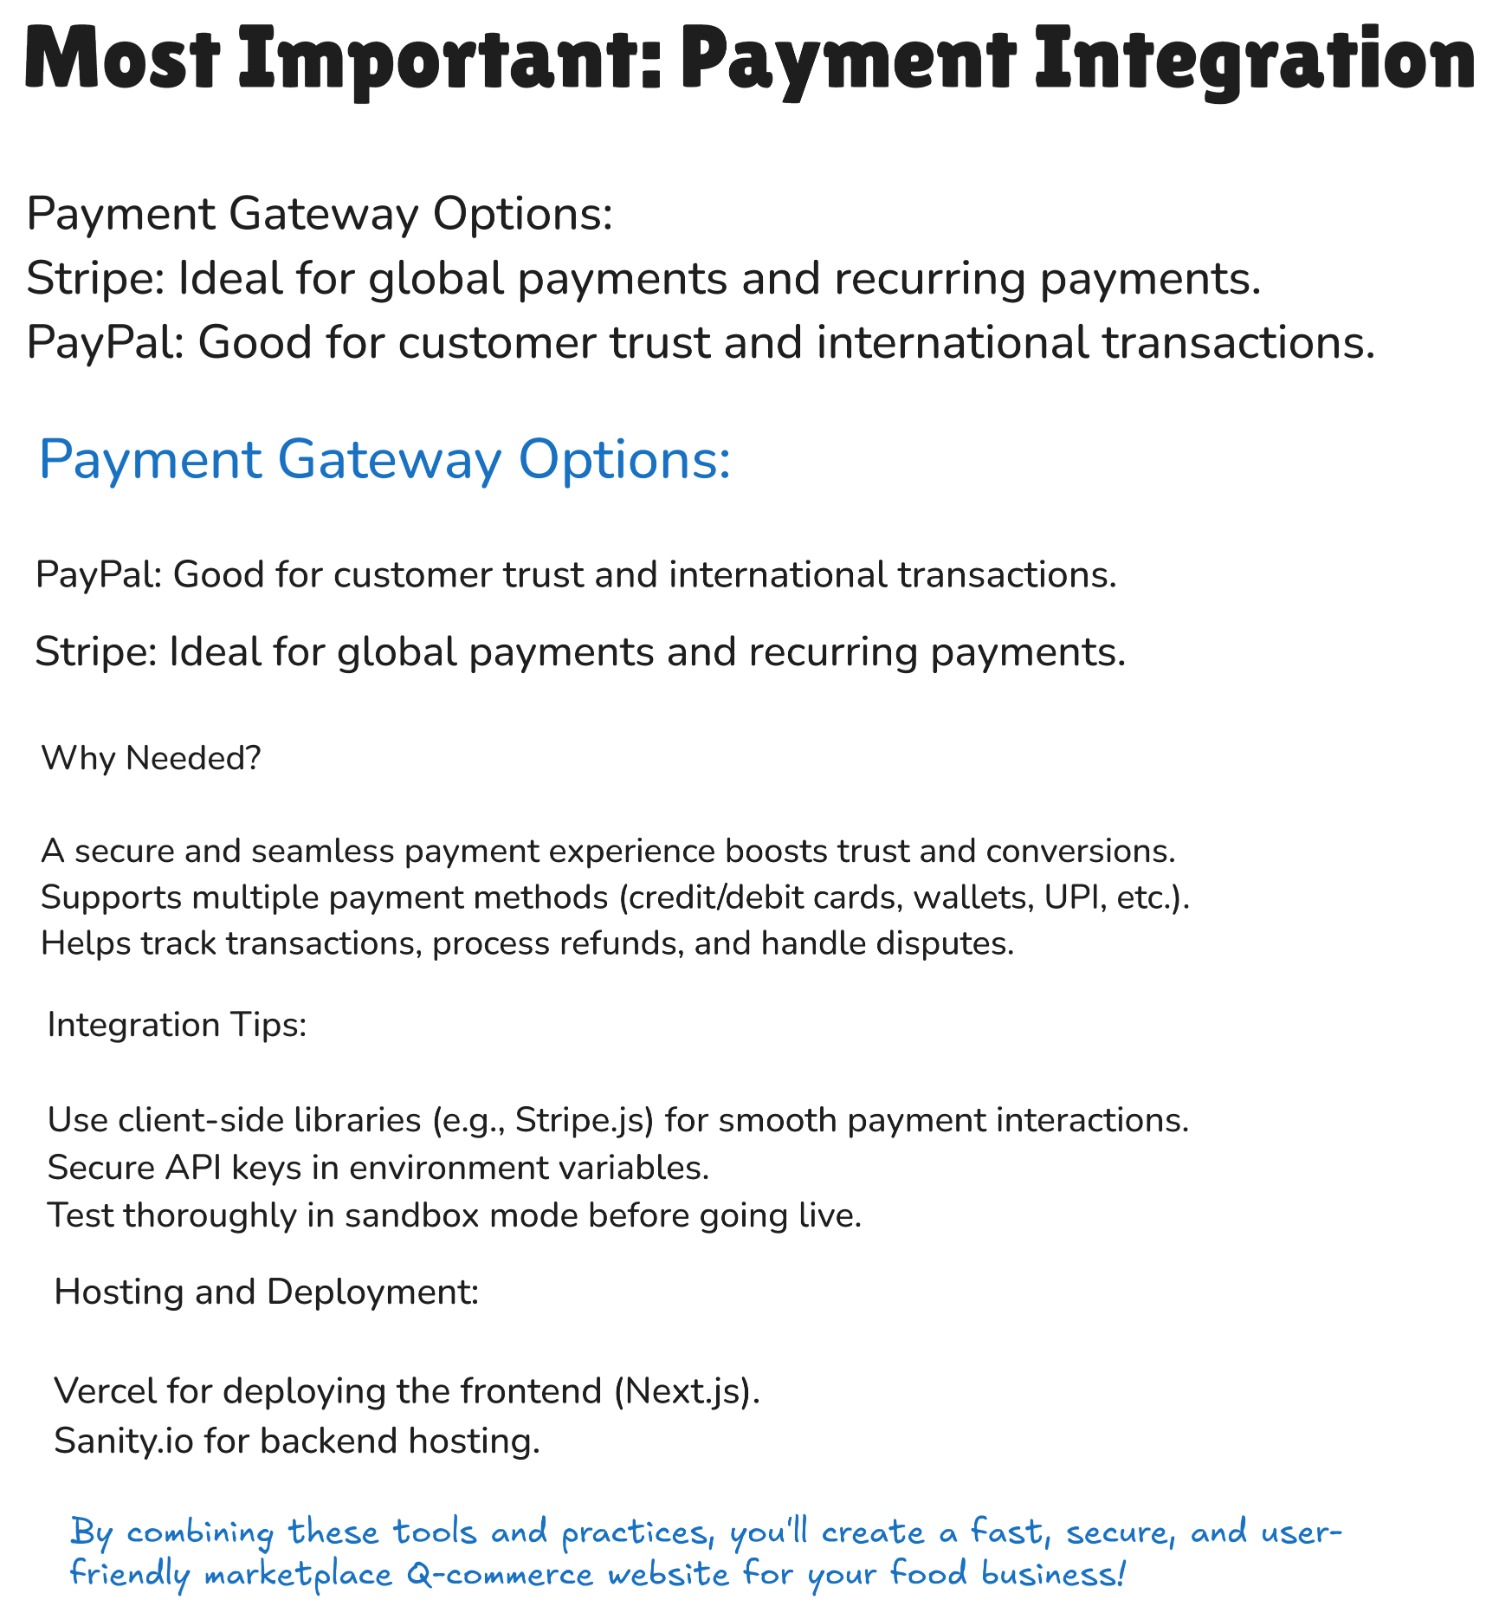 Most Important: Payment Integration
Payment Gateway Options:
Stripe: Ideal for global payments and recurring payments.
PayPal: Good for customer trust and international transactions.
Payment Gateway Options:
PayPal: Good for customer trust and international transactions.
Stripe: Ideal for global payments and recurring payments.
Why Needed?
A secure and seamless payment experience boosts trust and conversions.
Supports multiple payment methods (credit/debit cards, wallets, UPI, etc.).
Helps track transactions, process refunds, and handle disputes.
Integration Tips:
Use client-side libraries (e.g., Stripe.js) for smooth payment interactions.
Secure API keys in environment variables.
Test thoroughly in sandbox mode before going live.
Hosting and Deployment:
Vercel for deploying the frontend (Next.js).
Sanity.io for backend hosting.
By combining these tools and practices, you'll create a fast, secure, and user-
friendly marketplace Q-commerce website for your food business!